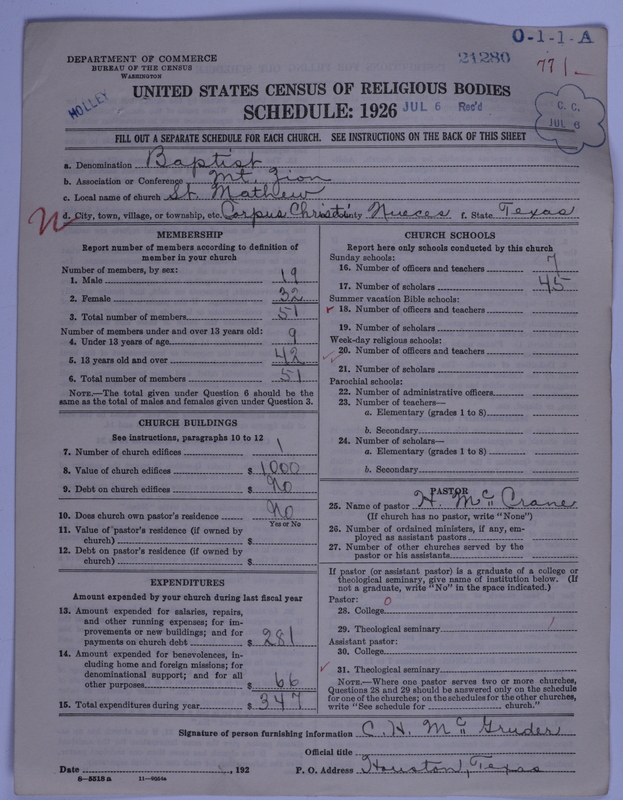 O-1-1-A
DEPARTMENT OF COMMERCE
BUREAU OF THE CENSUS
WASHINGTON
21280
771-
HOLLEY
UNITED STATES CENSUS OF RELIGIOUS BODIES
SCHEDULE: 1926
JUL 6 Rec'd
C. C.
JUL 6
FILL OUT A SEPARATE SCHEDULE FOR EACH CHURCH. SEE INSTRUCTIONS ON THE BACK OF THIS SHEET
a. Denomination Baptist
b. Association or Conference Mt. Zion
c. Local name of church St. Mathew
N d. City, town, village, or township, etc. Corpus Christi County Nueces f. State Texas
MEMBERSHIP
Report number of members according to definition of
member in your church
Number of members, by sex:
1. Male 19
2. Female 32
3. Total number of members 51
Number of members under and over 13 years old:
4. Under 13 years of age 9
5. 13 years old and over 42
6. Total number of members 51
NOTE.—The total given under Question 6 should be
same as the total of males and females given under Question 3.
CHURCH BUILDINGS
See instructions, paragraphs 10 to 12
7. Number of church edifices 1
8. Value of church edifices $ 1000
9. Debt on church edifices $ No
10. Does church own pastor's residence No
Yes or No
11. Value of pastor's residence (if owned by
church) $
12. Debt on pastor's residence (if owned by
church) $
EXPENDITURES
Amount expended by your church during last fiscal year
13. Amount expended for salaries, repairs,
and other running expenses; for im-
provements or new buildings; and for
payments on church debt $ 281
14. Amount expended for benevolences, in-
cluding home and foreign missions; for
denominational support; and for all
other purposes $ 66
15. Total expenditures during year $ 347
CHURCH SCHOOLS
Report here only schools conducted by this church
Sunday schools:
16. Number of officers and teachers 7
17. Number of scholars 45
Summer vacation Bible schools:
18. Number of officers and teachers
19. Number of scholars
Week-day religious schools:
20. Number of officers and teachers
21. Number of scholars
Parochial schools:
22. Number of administrative officers
23. Number of teachers—
a. Elementary (grades 1 to 8)
b. Secondary
24. Number of scholars—
a. Elementary (grades 1 to 8)
b. Secondary
PASTOR
25. Name of pastor H. McCrane
(If church has no pastor, write "None")
26. Number of ordained ministers, if any, em-
ployed as assistant pastors
27. Number of other churches served by the
pastor or his assistants
If pastor (or assistant pastor) is a graduate of a college or
theological seminary, give name of institution below. (If
not a graduate, write "No" in the space indicated.)
Pastor:
28. College 0
29. Theological seminary
Assistant pastor:
30. College
31. Theological seminary
NOTE.—Where one pastor serves two or more churches,
Questions 28 and 29 should be answered only on the schedule
for one of the churches; on the schedules for the other churches,
write "See schedule for church."
Signature of person furnishing information C. H. McGruder
Official title
Date , 192 P. O. Address Houston, Texas
8—5518 a 11—9554a